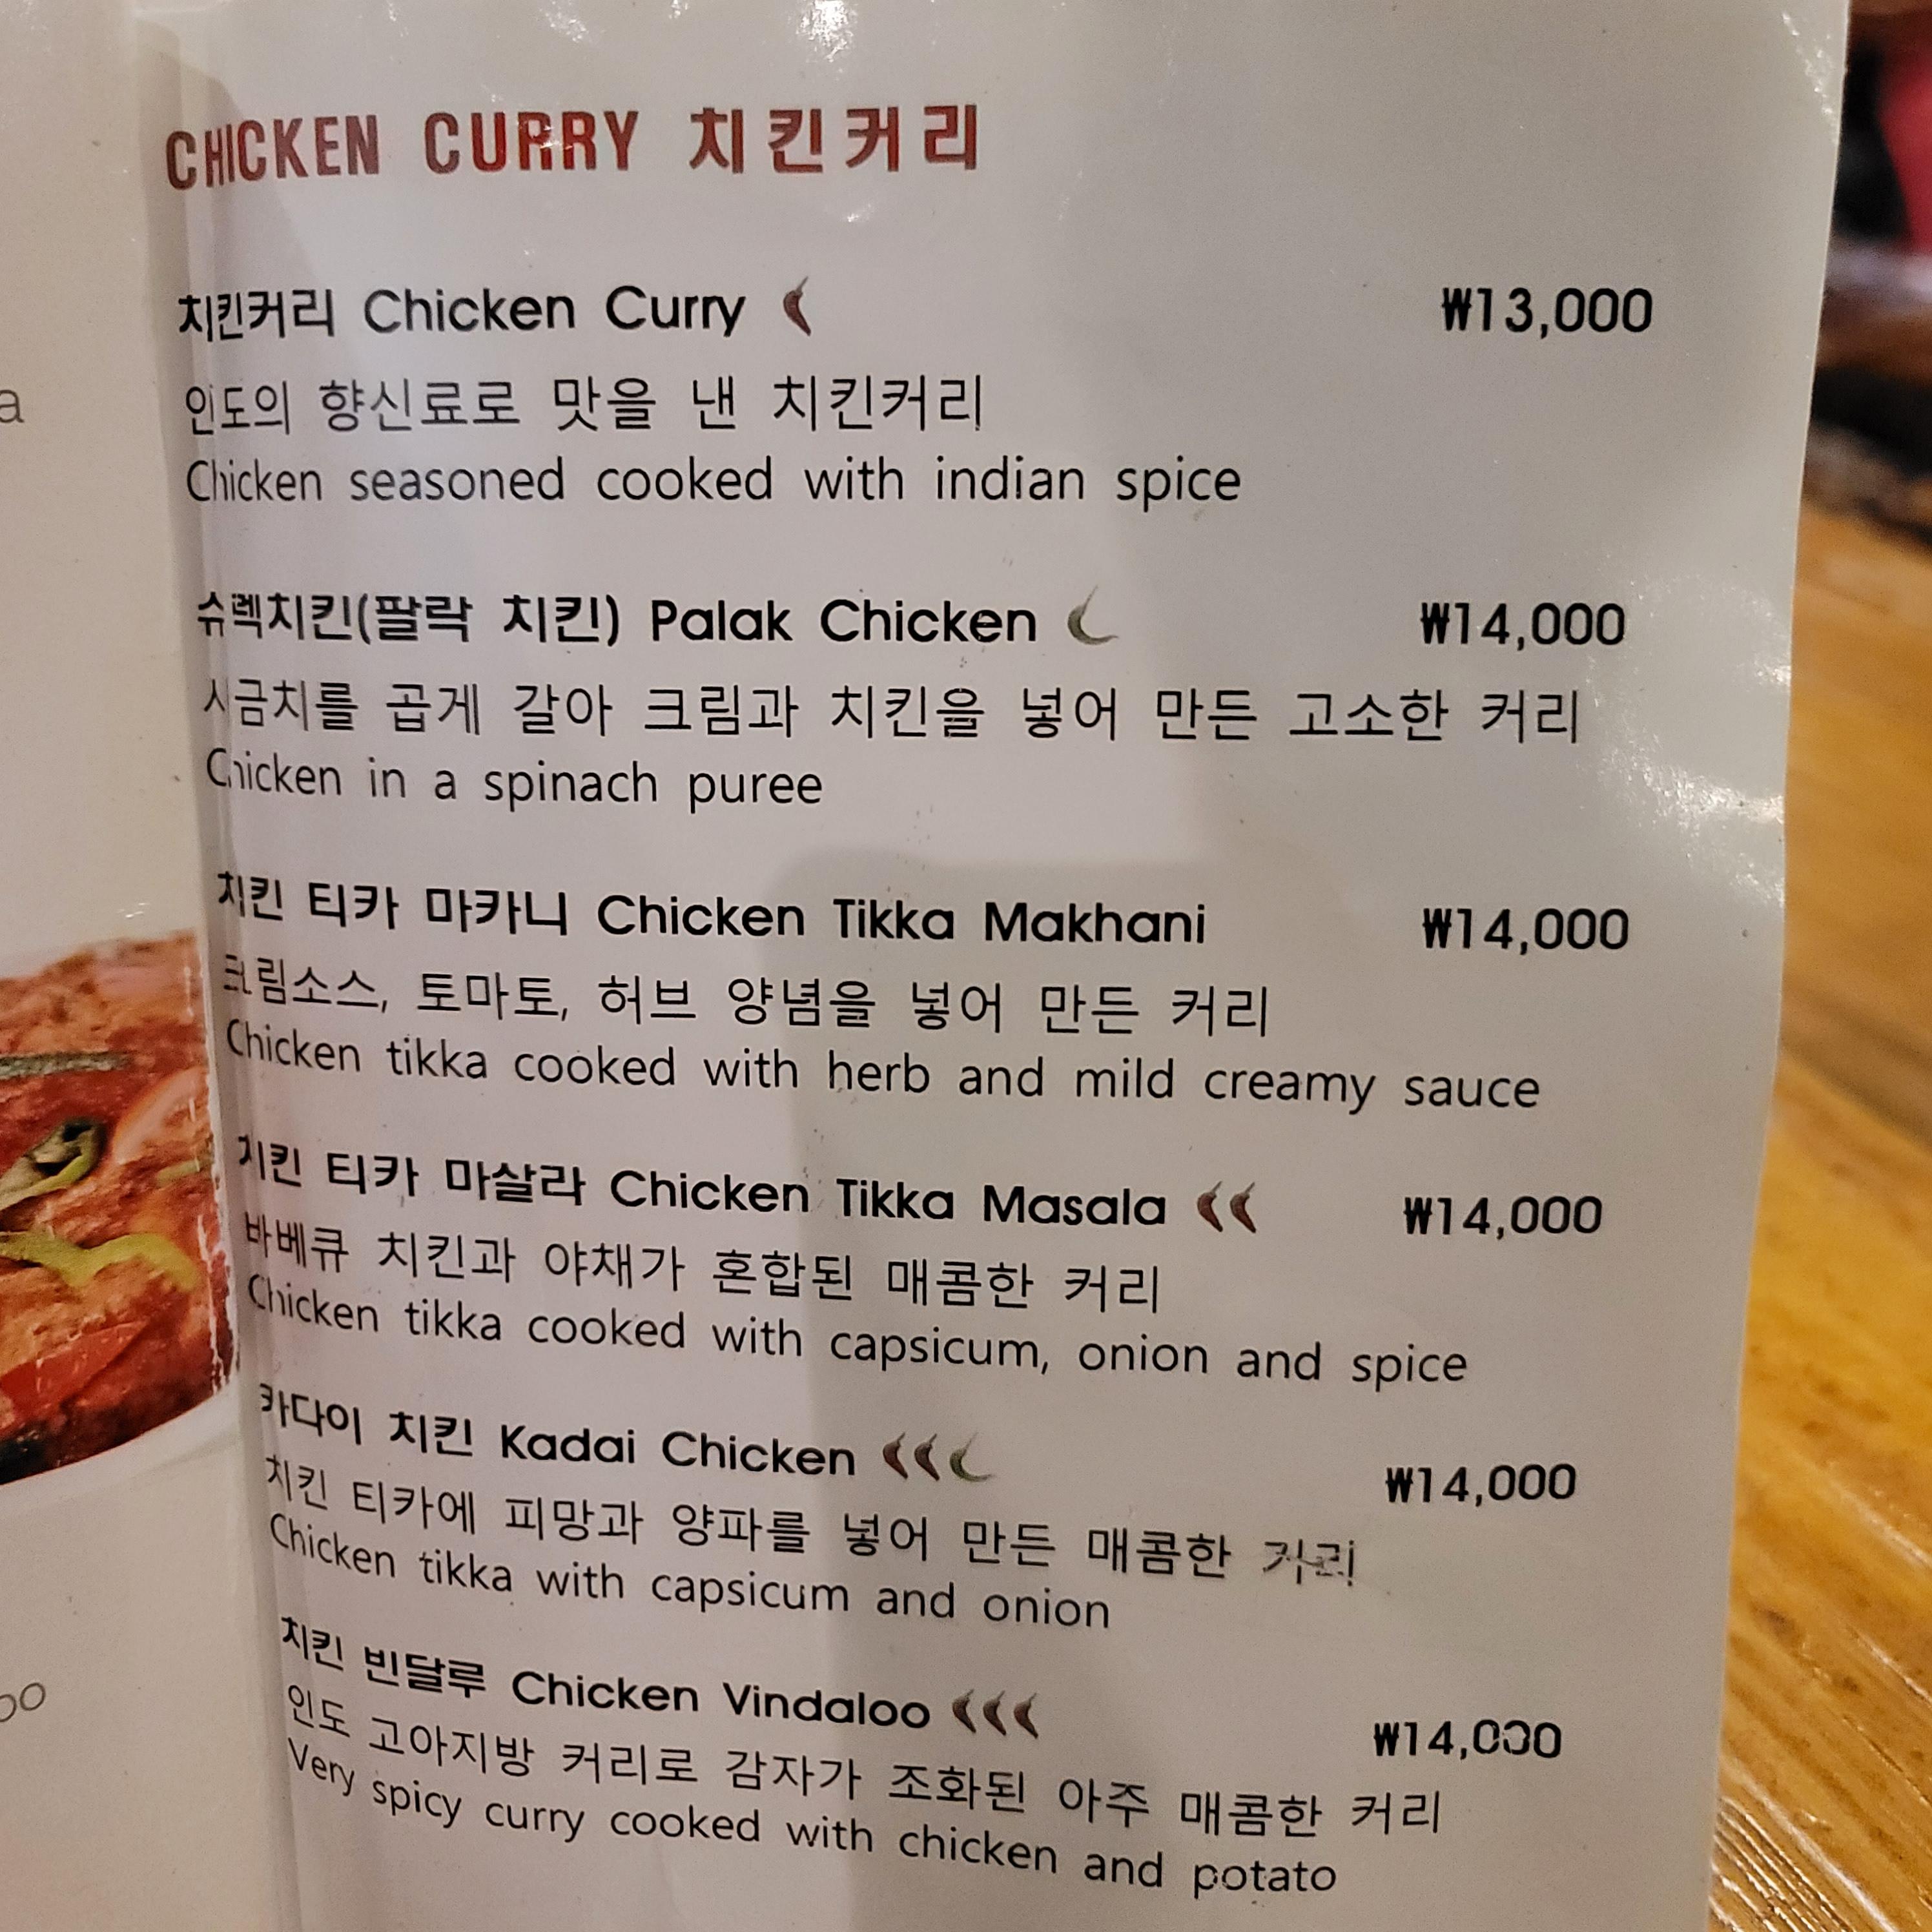 CHICKEN CURRY 치킨커리
치킨커리 Chicken Curry ₩13,000
인도의 향신료로 맛을 낸 치킨커리
Chicken seasoned cooked with indian spice
슈렉치킨(팔락 치킨) Palak Chicken ₩14,000
시금치를 곱게 갈아 크림과 치킨을 넣어 만든 고소한 커리
Chicken in a spinach puree
치킨 티카 마카니 Chicken Tikka Makhani ₩14,000
크림소스, 토마토, 허브 양념을 넣어 만든 커리
Chicken tikka cooked with herb and mild creamy sauce
치킨 티카 마살라 Chicken Tikka Masala ₩14,000
바베큐 치킨과 야채가 혼합된 매콤한 커리
Chicken tikka cooked with capsicum, onion and spice
카다이 치킨 Kadai Chicken ₩14,000
치킨 티카에 피망과 양파를 넣어 만든 매콤한 커리
Chicken tikka with capsicum and onion
치킨 빈달루 Chicken Vindaloo ₩14,000
인도 고아지방 커리로 감자가 조화된 아주 매콤한 커리
Very spicy curry cooked with chicken and potato